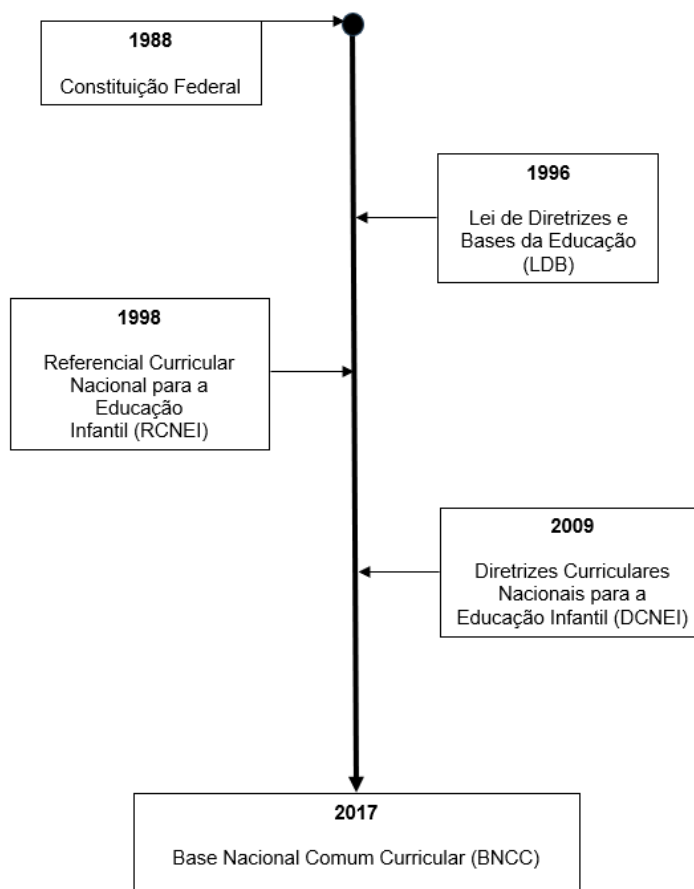 1988
Constituição Federal
1996
Lei de Diretrizes e
Bases da Educação
(LDB)
1998
Referencial Curricular
Nacional para a
Educação
Infantil (RCNEI)
2009
Diretrizes Curriculares
Nacionais para a
Educação Infantil (DCNEI)
2017
Base Nacional Comum Curricular (BNCC)